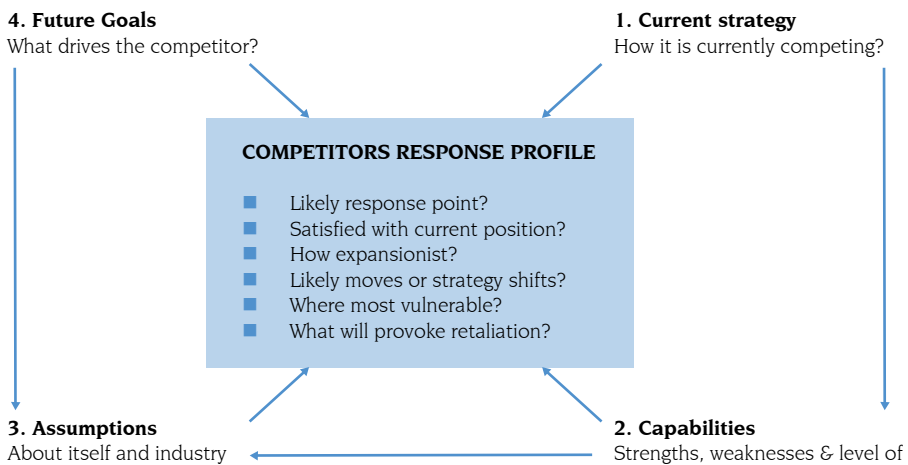 4. Future Goals
What drives the competitor?
1. Current strategy
How it is currently competing?
COMPETITORS RESPONSE PROFILE
Likely response point?
Satisfied with current position?
How expansionist?
Likely moves or strategy shifts?
Where most vulnerable?
What will provoke retaliation?
3. Assumptions
About itself and industry
2. Capabilities
Strengths, weaknesses & level of